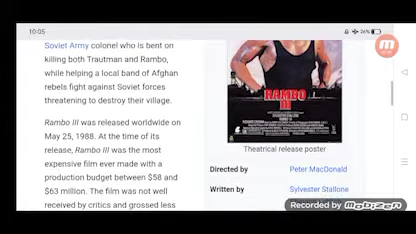 10:05
26%
Soviet Army colonel who is bent on
killing both Trautman and Rambo,
while helping a local band of Afghan
rebels fight against Soviet forces
threatening to destroy their village.
Rambo III was released worldwide on
May 25, 1988. At the time of its
release, Rambo III was the most
expensive film ever made with a
production budget between $58 and
$63 million. The film was not well
received by critics and grossed less
RAMBO
III
Theatrical release poster
Directed by Peter MacDonald
Written by Sylvester Stallone
Recorded by Mobizen